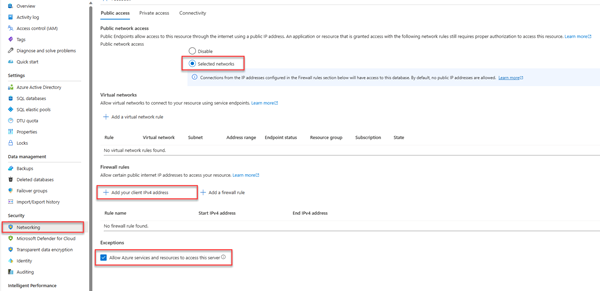 Overview
Activity log
Access control (IAM)
Tags
Diagnose and solve problems
Quick start
Settings
Azure Active Directory
SQL databases
SQL elastic pools
DTU quota
Properties
Locks
Data management
Backups
Deleted databases
Failover groups
Import/Export history
Security
Networking
Microsoft Defender for Cloud
Transparent data encryption
Identity
Auditing
Intelligent Performance
Public access Private access Connectivity
Public network access
Public Endpoints allow access to this resource through the internet using a public IP address. An application or resource that is granted access with the following network rules still requires proper authorization to access this resource. Learn more
Public network access
Disable
Selected networks
Connections from the IP addresses configured in the Firewall rules section below will have access to this database. By default, no public IP addresses are allowed. Learn more
Virtual networks
Allow virtual networks to connect to your resource using service endpoints. Learn more
+ Add a virtual network rule
Rule Virtual network Subnet Address range Endpoint status Resource group Subscription State
No virtual network rules found.
Firewall rules
Allow certain public internet IP addresses to access your resource. Learn more
+ Add your client IPv4 address + Add a firewall rule
Rule name Start IPv4 address End IPv4 address
No firewall rule found.
Exceptions
Allow Azure services and resources to access this server